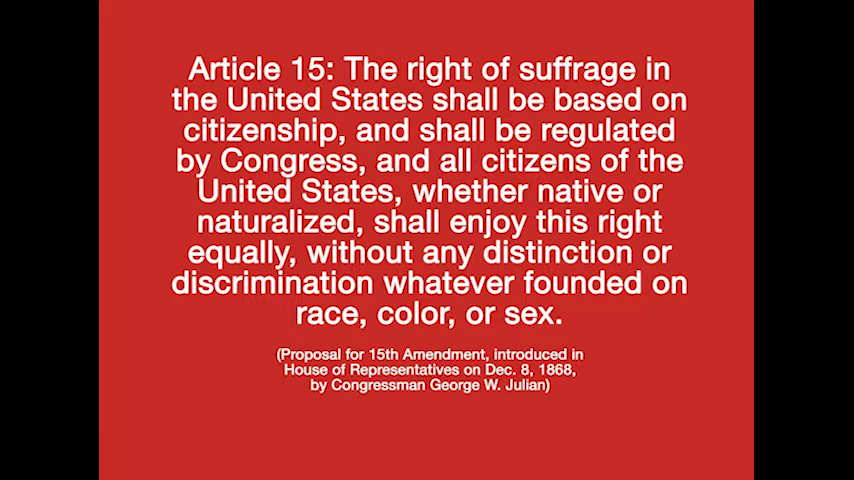 Article 15: The right of suffrage in
the United States shall be based on
citizenship, and shall be regulated
by Congress, and all citizens of the
United States, whether native or
naturalized, shall enjoy this right
equally, without any distinction or
discrimination whatever founded on
race, color, or sex.
(Proposal for 15th Amendment, introduced in
House of Representatives on Dec. 8, 1868,
by Congressman George W. Julian)